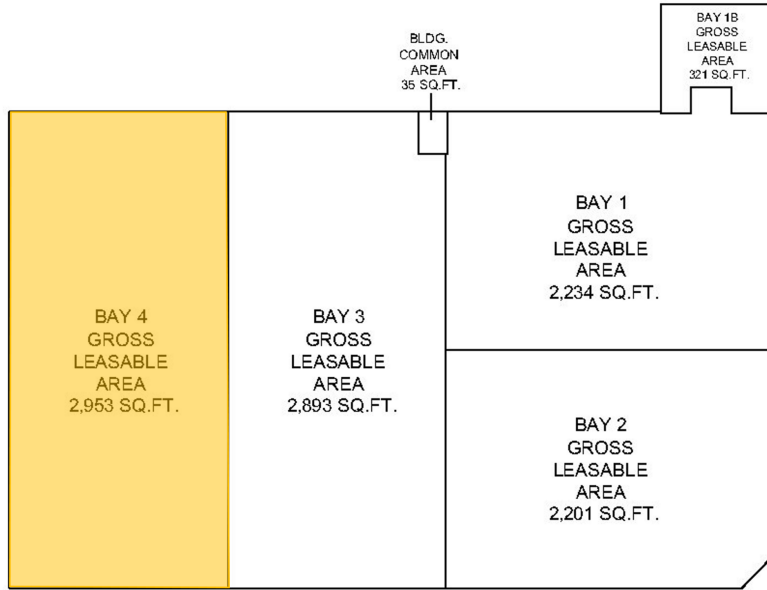 BAY 1B
GROSS
LEASABLE
AREA
321 SQ.FT.
BLDG.
COMMON
AREA
35 SQ.FT.
BAY 1
GROSS
LEASABLE
AREA
2,234 SQ.FT.
BAY 4
GROSS
LEASABLE
AREA
2,953 SQ.FT.
BAY 3
GROSS
LEASABLE
AREA
2,893 SQ.FT.
BAY 2
GROSS
LEASABLE
AREA
2,201 SQ.FT.